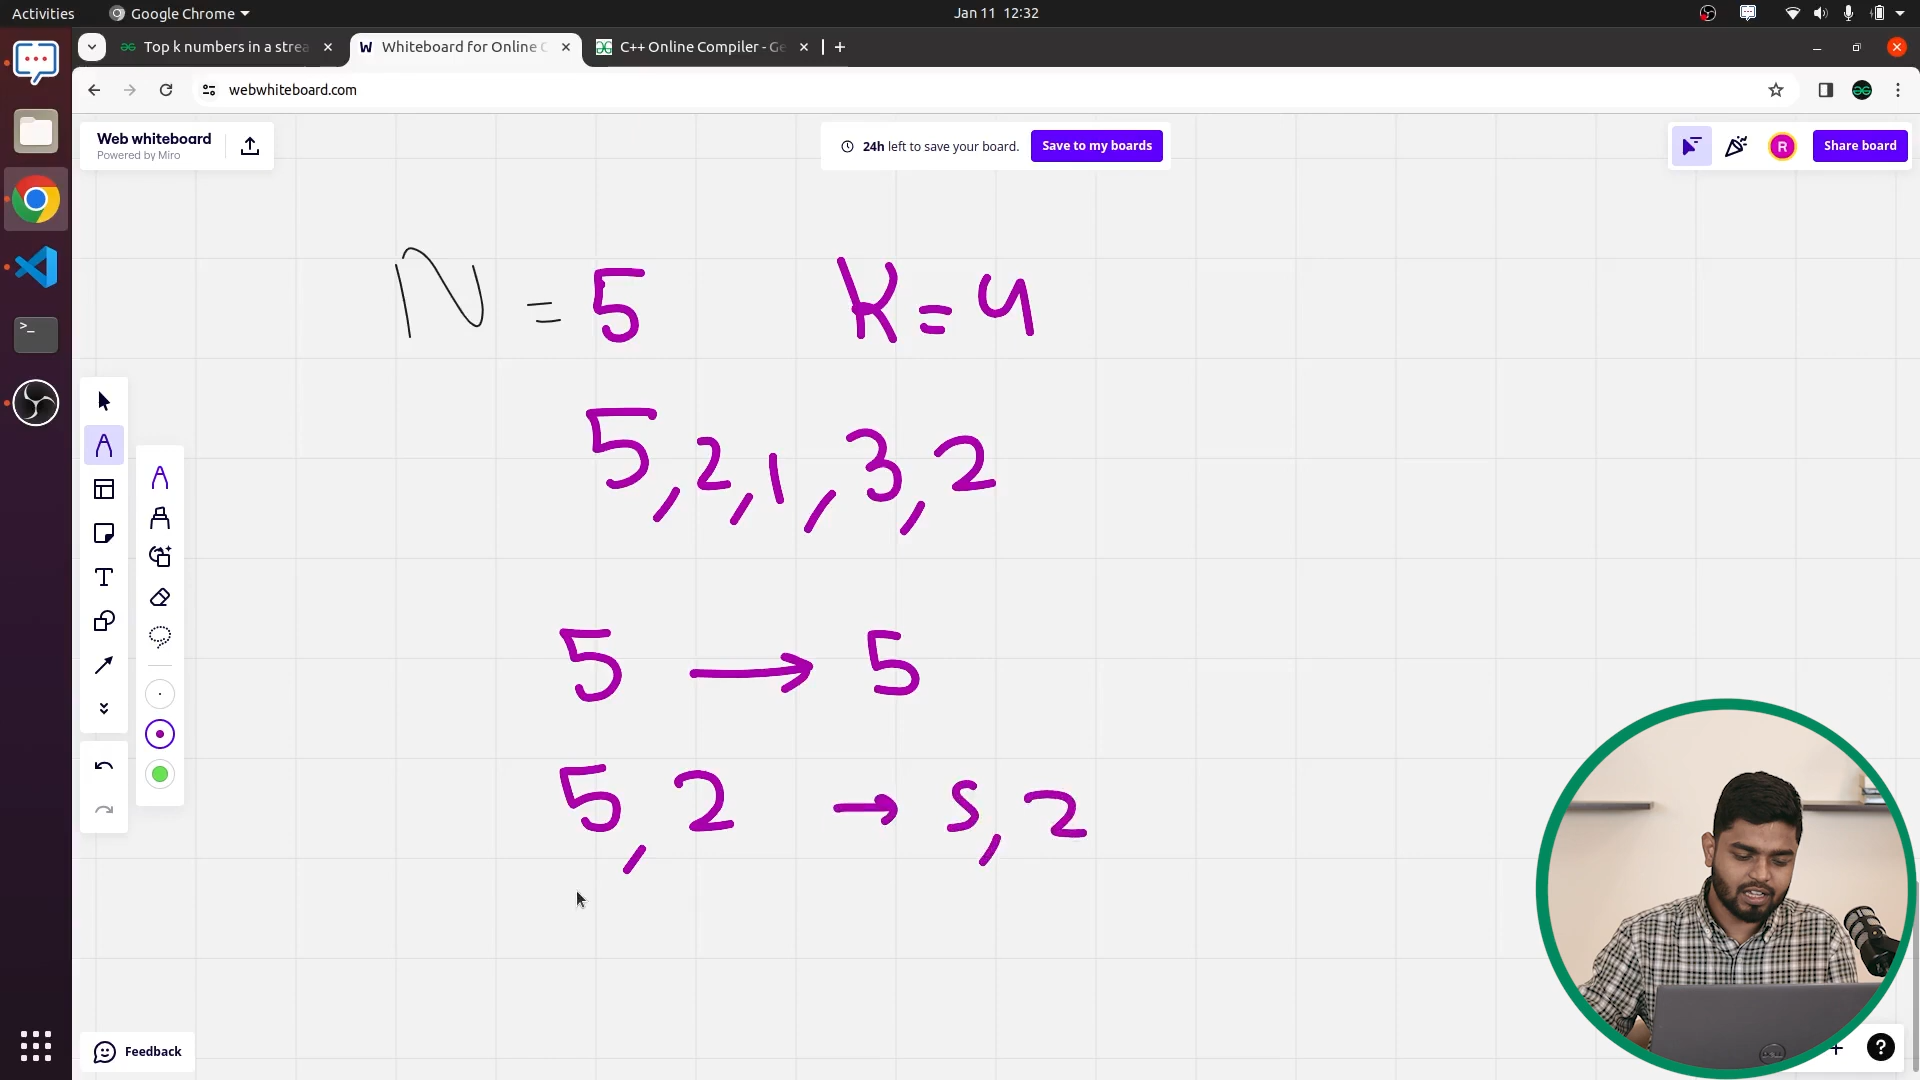 Activities Google Chrome Jan 11 12:32
Top k numbers in a strea Whiteboard for Online C C++ Online Compiler - Ge
webwhiteboard.com
Web whiteboard
Powered by Miro
24h left to save your board. Save to my boards
R Share board
N = 5 K = 4
5, 2, 1, 3, 2
5 → 5
5, 2 → 5, 2
Feedback